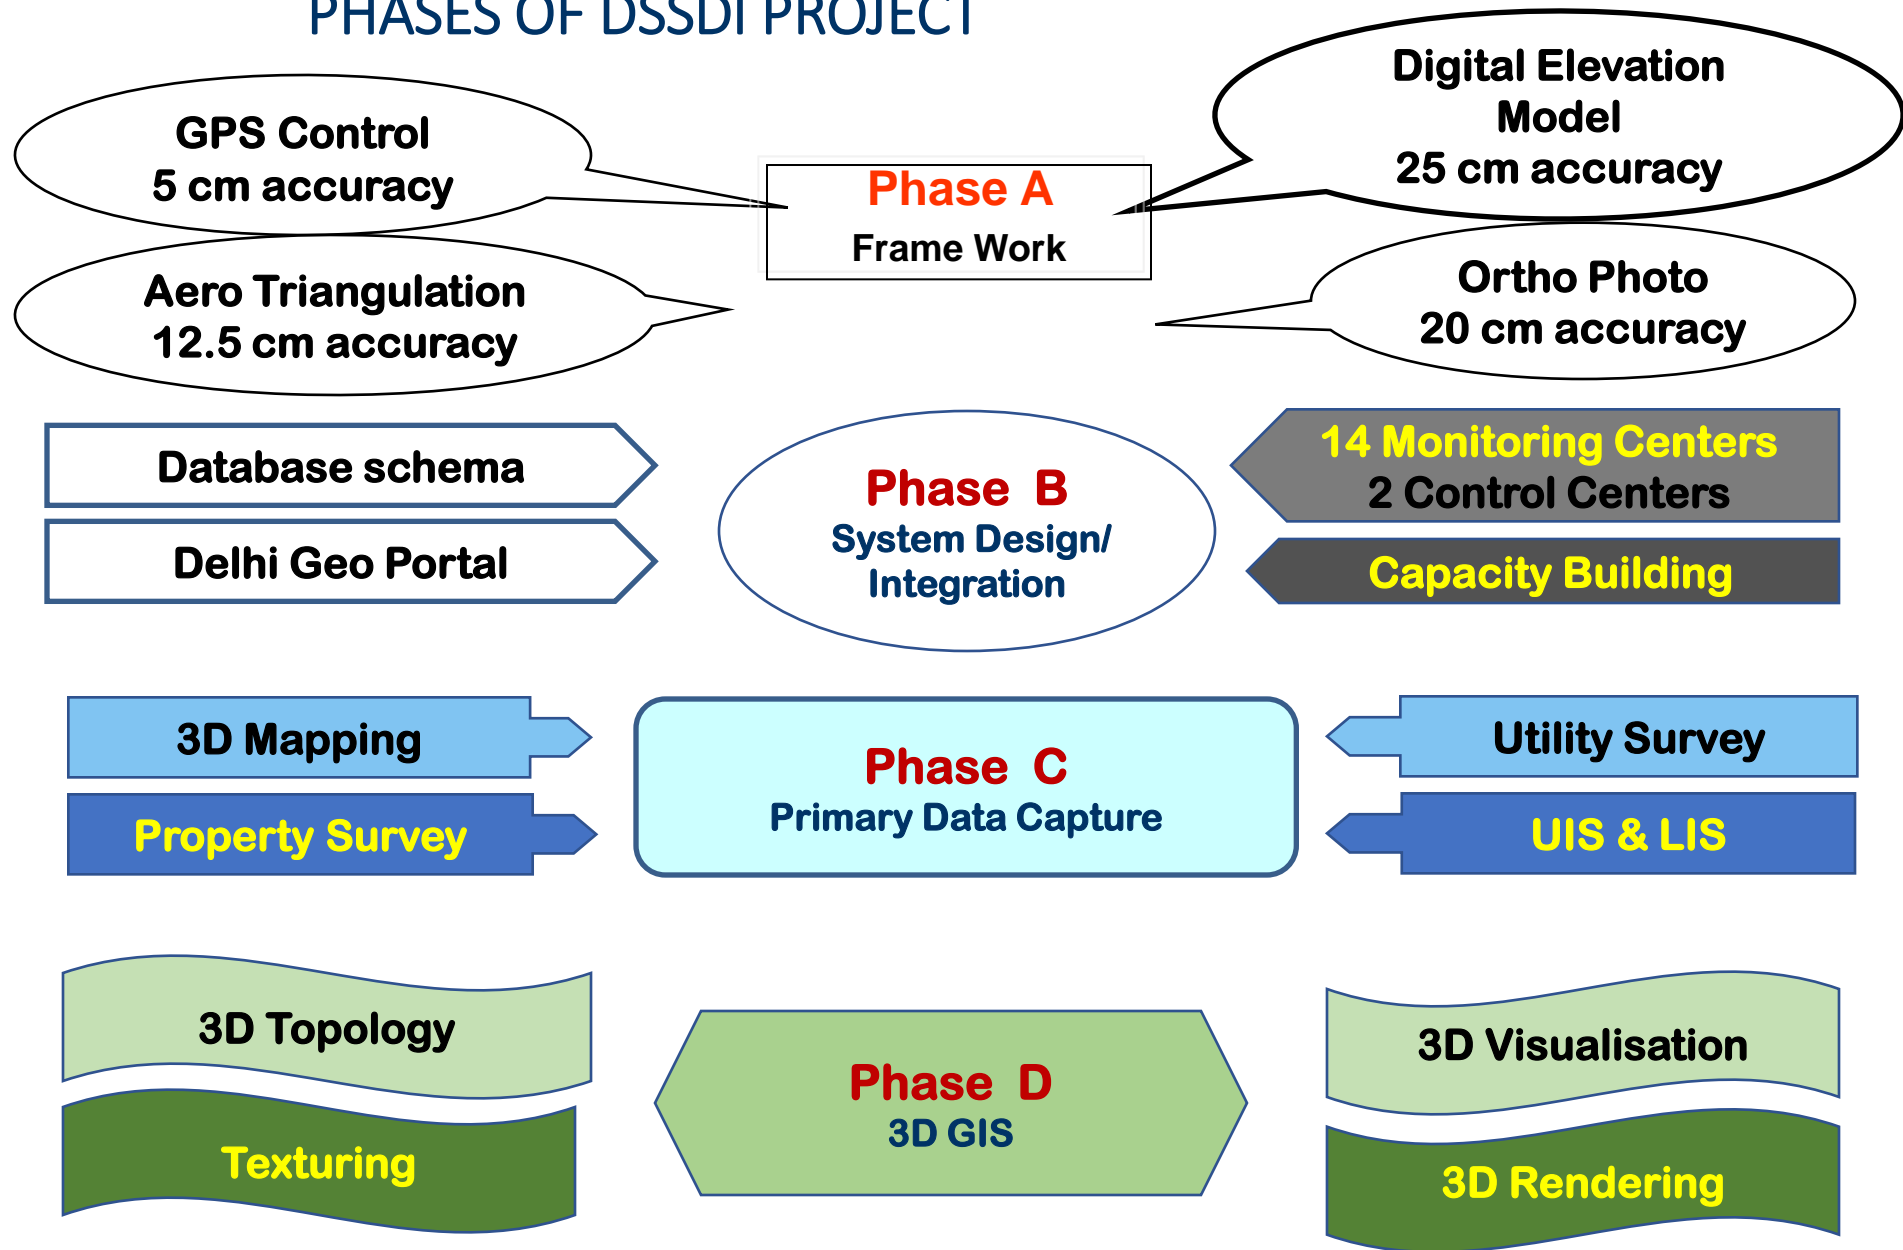 PHASES OF DSSDI PROJECT
GPS Control
5 cm accuracy
Digital Elevation
Model
25 cm accuracy
Phase A
Frame Work
Aero Triangulation
12.5 cm accuracy
Ortho Photo
20 cm accuracy
Database schema
Delhi Geo Portal
Phase B
System Design/
Integration
14 Monitoring Centers
2 Control Centers
Capacity Building
3D Mapping
Property Survey
Phase C
Primary Data Capture
Utility Survey
UIS & LIS
3D Topology
Texturing
Phase D
3D GIS
3D Visualisation
3D Rendering